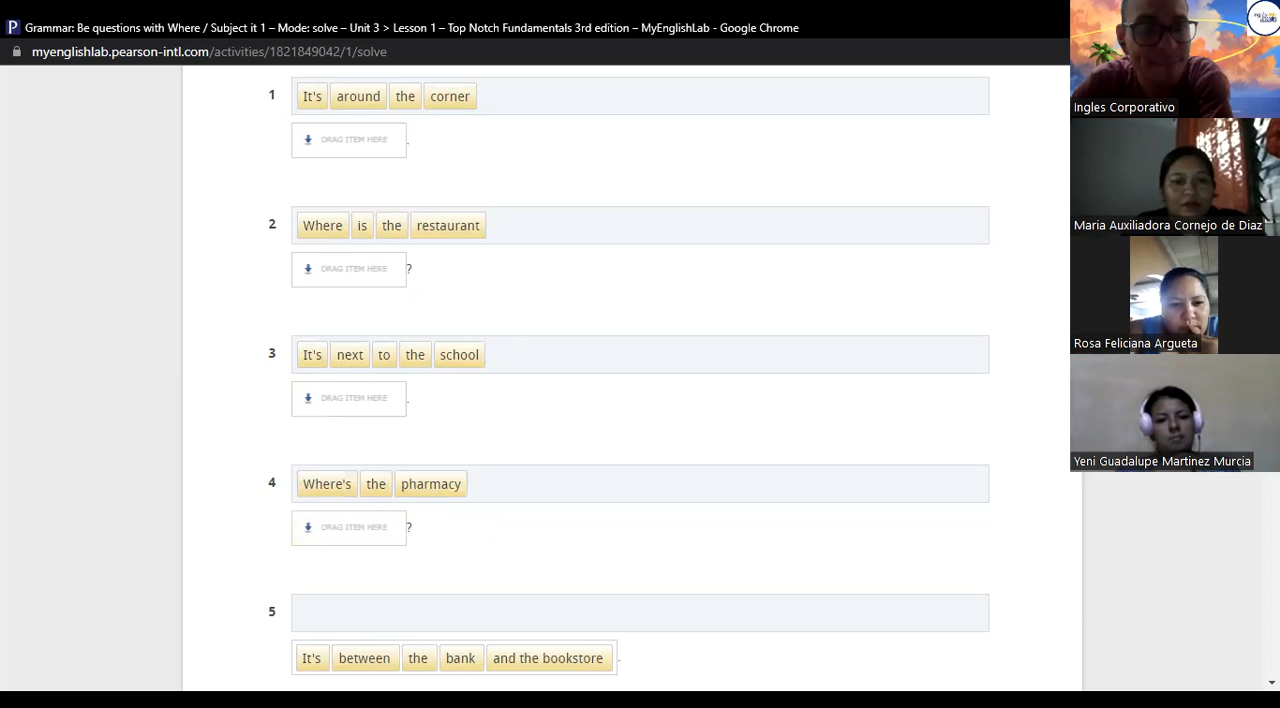 P Grammar: Be questions with Where / Subject it 1 – Mode: solve – Unit 3 > Lesson 1 – Top Notch Fundamentals 3rd edition – MyEnglishLab - Google Chrome
myenglishlab.pearson-intl.com/activities/1821849042/1/solve
1 It's around the corner
DRAG ITEM HERE .
2 Where is the restaurant
DRAG ITEM HERE ?
3 It's next to the school
DRAG ITEM HERE .
4 Where's the pharmacy
DRAG ITEM HERE ?
5
It's between the bank and the bookstore .
Ingles Corporativo
Maria Auxiliadora Cornejo de Diaz
Rosa Feliciana Argueta
Yeni Guadalupe Martinez Murcia